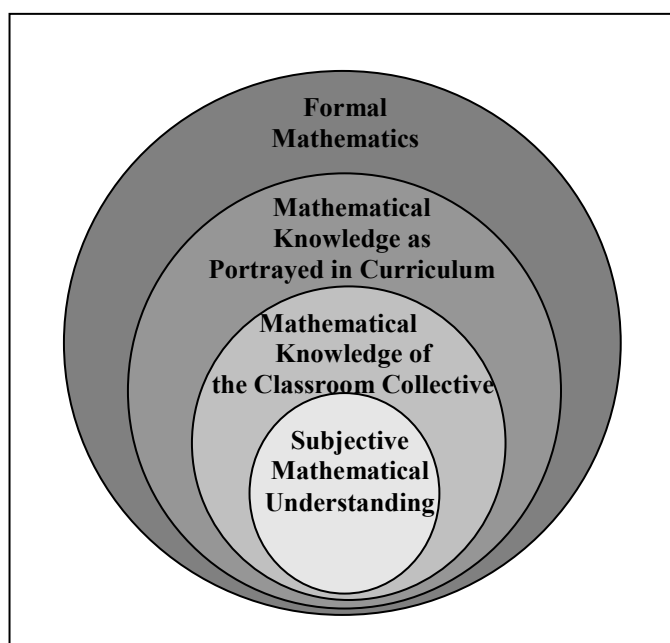 Formal
Mathematics
Mathematical
Knowledge as
Portrayed in Curriculum
Mathematical
Knowledge of
the Classroom Collective
Subjective
Mathematical
Understanding